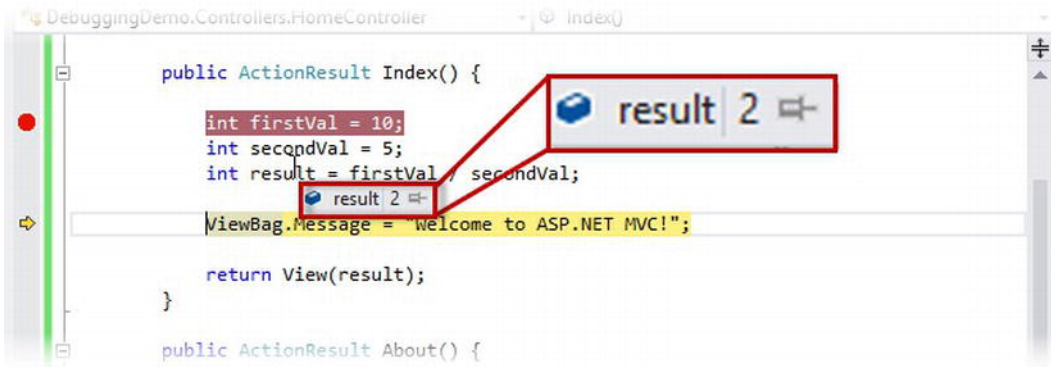 DebuggingDemo.Controllers.HomeController Index()
public ActionResult Index() {
result 2
int firstVal = 10;
int secondVal = 5;
int result = firstVal / secondVal;
result 2
ViewBag.Message = "Welcome to ASP.NET MVC!";
return View(result);
}
public ActionResult About() {